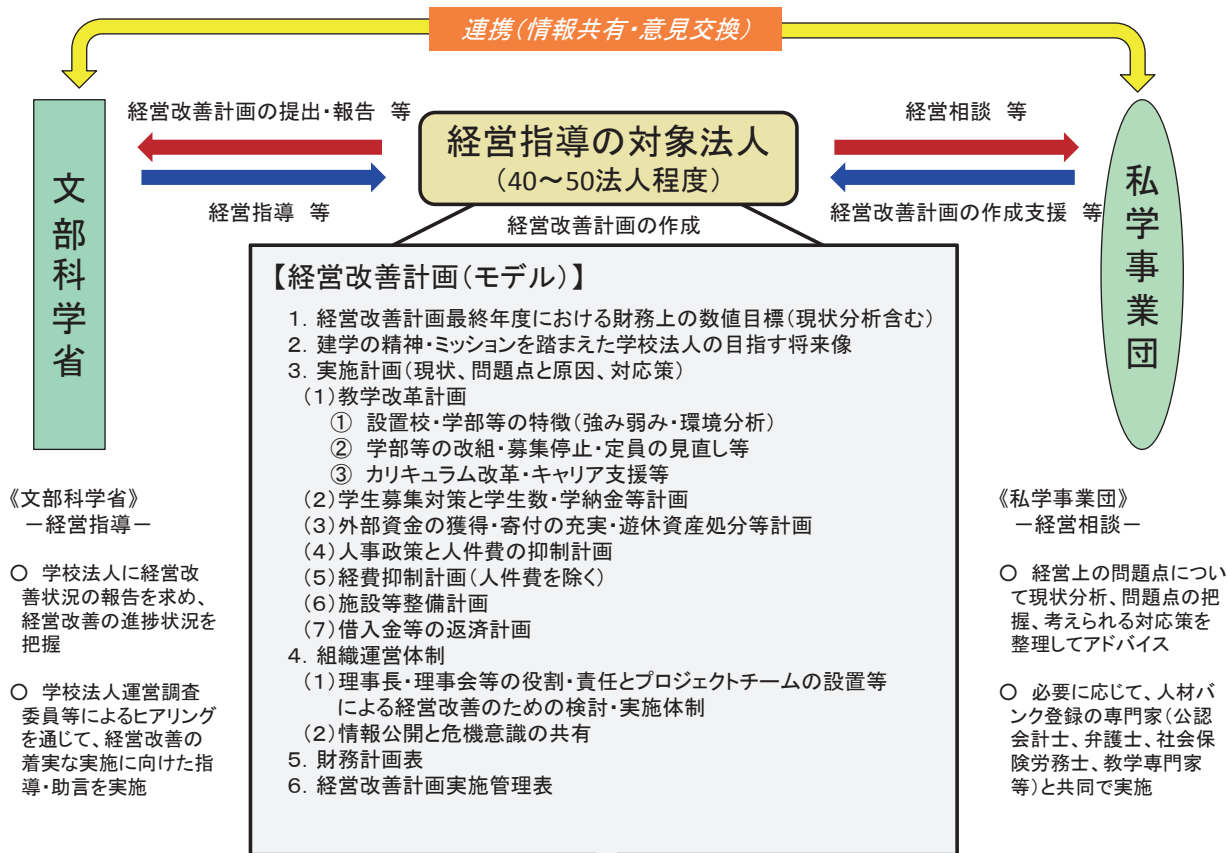 連携(情報共有・意見交換)
経営改善計画の提出・報告 等
経営指導 等
文部科学省
経営指導の対象法人
(40～50法人程度)
経営相談 等
経営改善計画の作成支援 等
私学事業団
経営改善計画の作成
【経営改善計画(モデル)】
1. 経営改善計画最終年度における財務上の数値目標(現状分析含む)
2. 建学の精神・ミッションを踏まえた学校法人の目指す将来像
3. 実施計画(現状、問題点と原因、対応策)
(1)教学改革計画
① 設置校・学部等の特徴(強み弱み・環境分析)
② 学部等の改組・募集停止・定員の見直し等
③ カリキュラム改革・キャリア支援等
(2)学生募集対策と学生数・学納金等計画
(3)外部資金の獲得・寄付の充実・遊休資産処分等計画
(4)人事政策と人件費の抑制計画
(5)経費抑制計画(人件費を除く)
(6)施設等整備計画
(7)借入金等の返済計画
4. 組織運営体制
(1)理事長・理事会等の役割・責任とプロジェクトチームの設置等
による経営改善のための検討・実施体制
(2)情報公開と危機意識の共有
5. 財務計画表
6. 経営改善計画実施管理表
《文部科学省》
－経営指導－
○ 学校法人に経営改
善状況の報告を求め、
経営改善の進捗状況を
把握
○ 学校法人運営調査
委員等によるヒアリング
を通じて、経営改善の
着実な実施に向けた指
導・助言を実施
《私学事業団》
－経営相談－
○ 経営上の問題点につい
て現状分析、問題点の把
握、考えられる対応策を
整理してアドバイス
○ 必要に応じて、人材バ
ンク登録の専門家(公認
会計士、弁護士、社会保
険労務士、教学専門家
等)と共同で実施